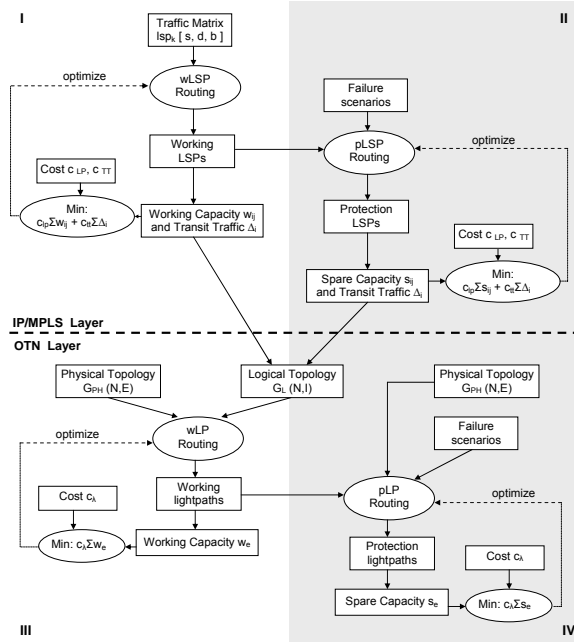 I
II
Traffic Matrix
lsp_k [ s, d, b ]
optimize
wLSP
Routing
Failure
scenarios
optimize
Working
LSPs
pLSP
Routing
Cost c_LP, c_TT
Min:
c_lpΣw_ij + c_ttΣΔ_i
Working Capacity w_ij
and Transit Traffic Δ_i
Protection
LSPs
Cost c_LP, c_TT
Spare Capacity s_ij
and Transit Traffic Δ_i
Min:
c_lpΣs_ij + c_ttΣΔ_i
IP/MPLS Layer
OTN Layer
Physical Topology
G_PH (N,E)
Logical Topology
G_L (N,I)
Physical Topology
G_PH (N,E)
optimize
wLP
Routing
Failure
scenarios
Working
lightpaths
pLP
Routing
optimize
Cost c_λ
Min: c_λΣw_e
Working Capacity w_e
Protection
lightpaths
Cost c_λ
Spare Capacity s_e
Min: c_λΣs_e
III
IV